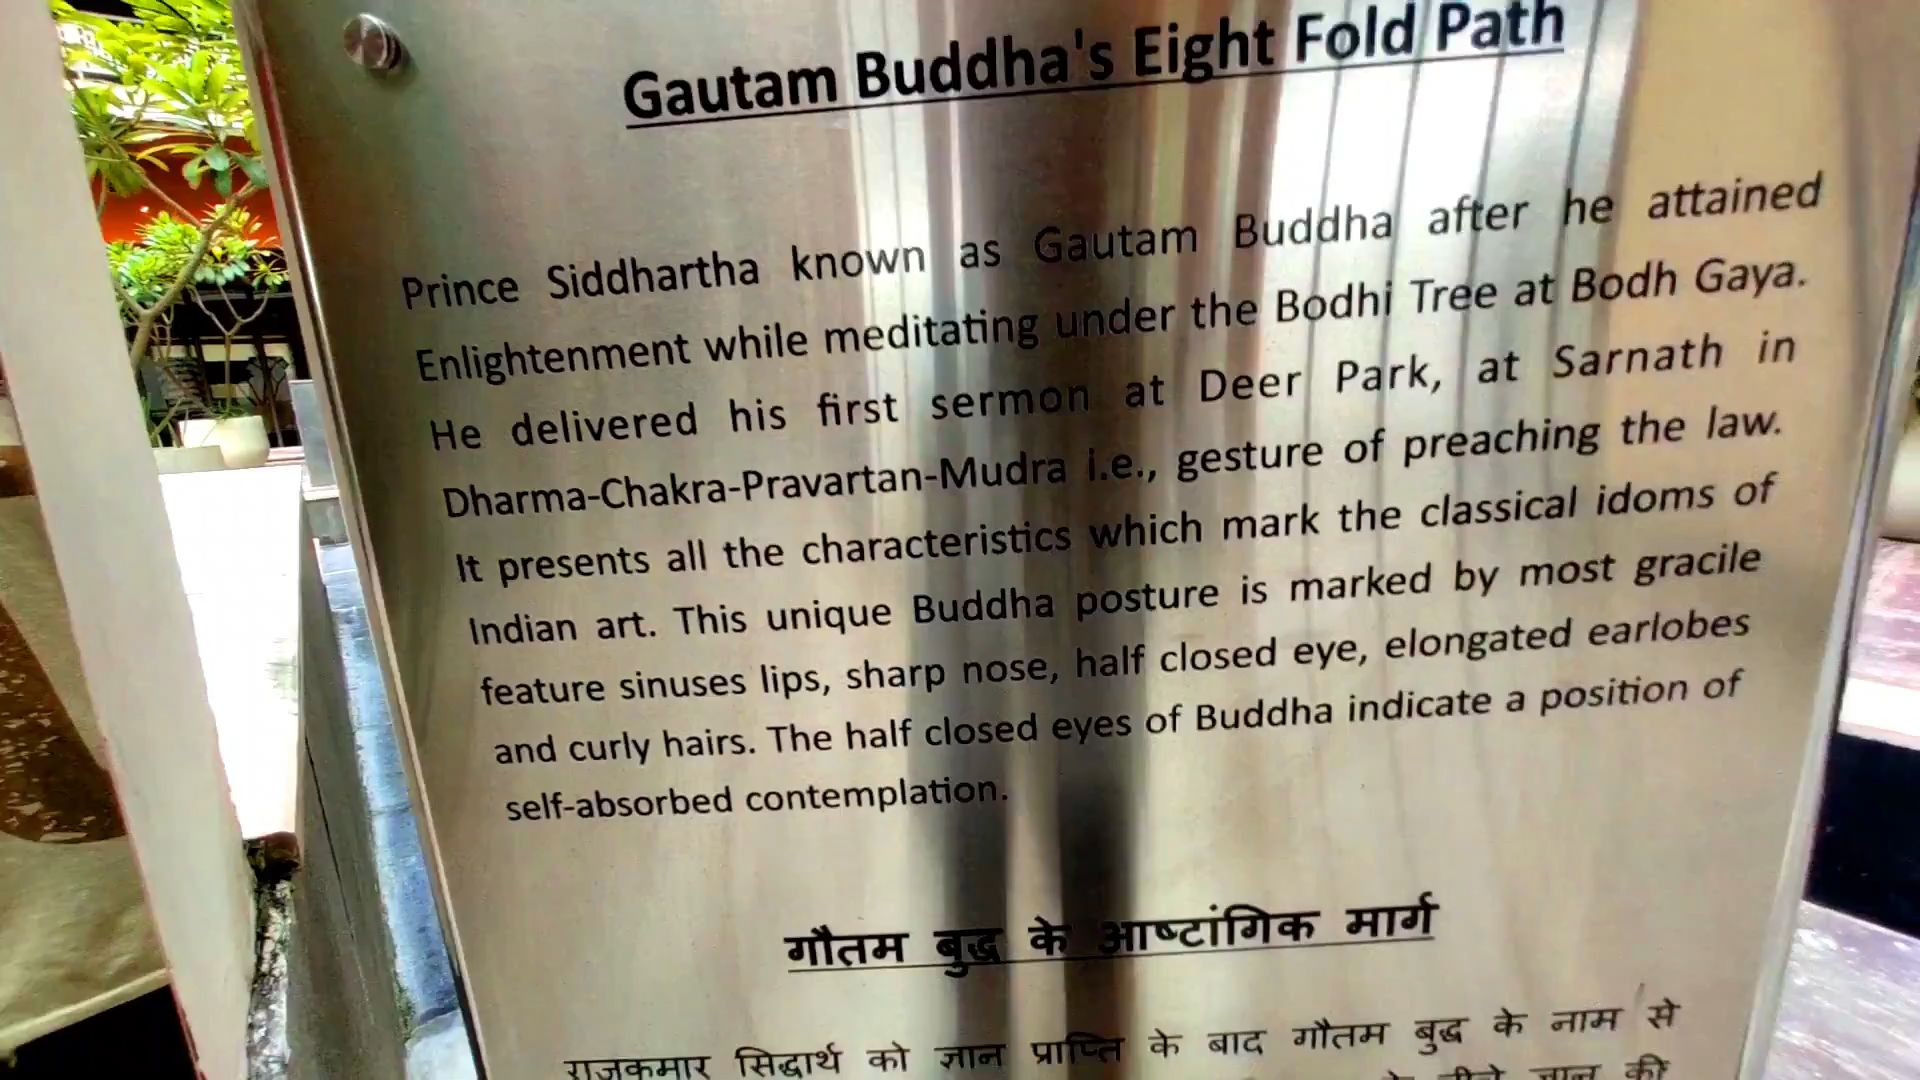 Gautam Buddha's Eight Fold Path
Prince Siddhartha known as Gautam Buddha after he attained
Enlightenment while meditating under the Bodhi Tree at Bodh Gaya.
He delivered his first sermon at Deer Park, at Sarnath in
Dharma-Chakra-Pravartan-Mudra i.e., gesture of preaching the law.
It presents all the characteristics which mark the classical idoms of
Indian art. This unique Buddha posture is marked by most gracile
feature sinuses lips, sharp nose, half closed eye, elongated earlobes
and curly hairs. The half closed eyes of Buddha indicate a position of
self-absorbed contemplation.
गौतम बुद्ध के आष्टांगिक मार्ग
राजकुमार सिद्धार्थ को ज्ञान प्राप्ति के बाद गौतम बुद्ध के नाम से
की